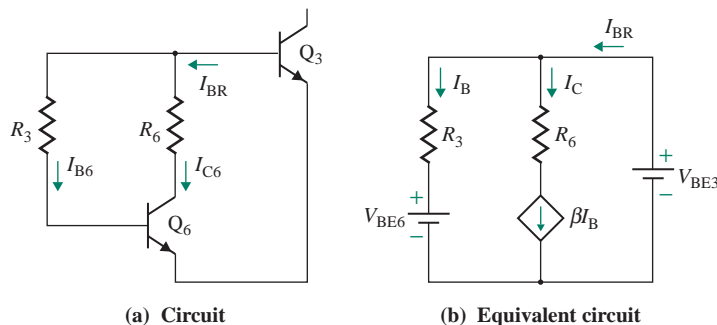 Q3
IBR
R3
R6
IB6
IC6
Q6
(a) Circuit
IBR
IB
IC
R3
R6
+
VBE3
−
+
VBE6
−
βIB
(b) Equivalent circuit